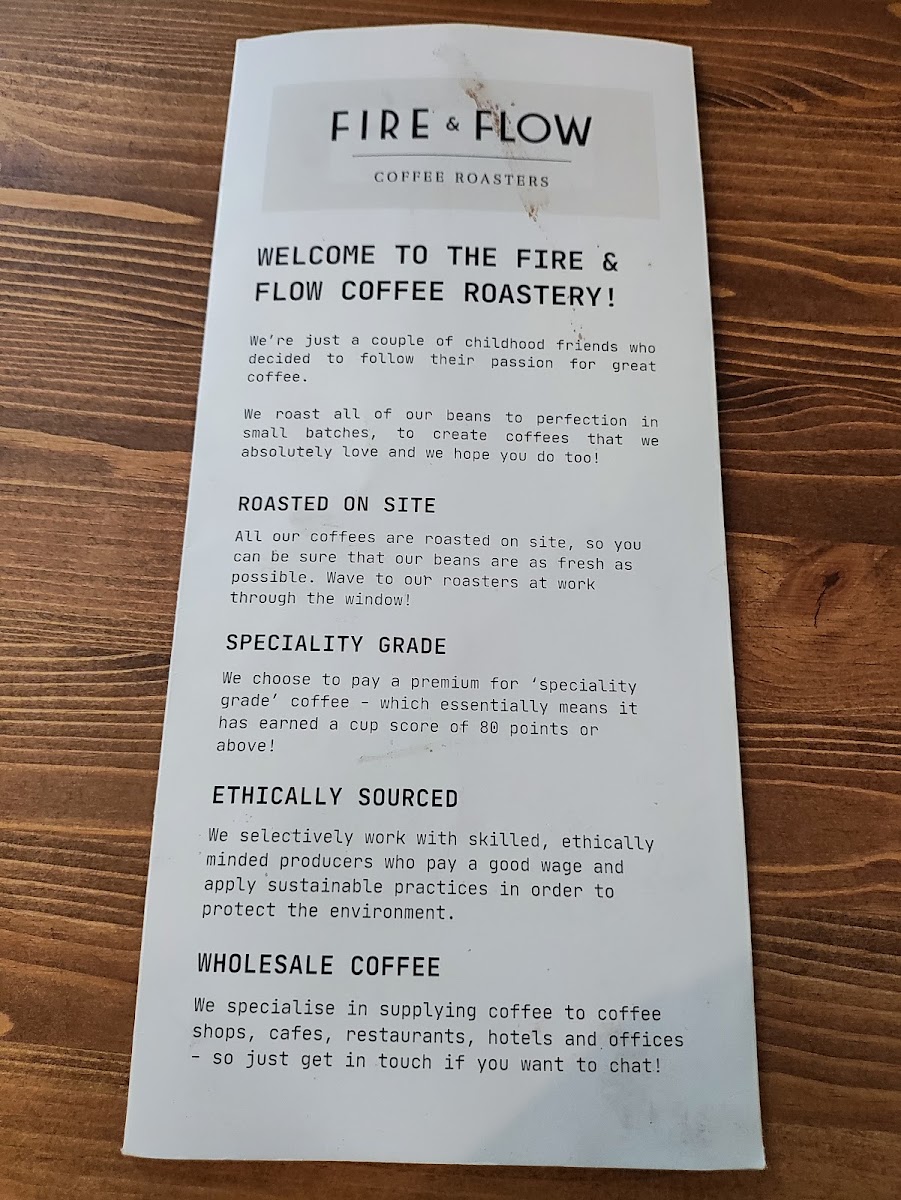 FIRE & FLOW
COFFEE ROASTERS
WELCOME TO THE FIRE &
FLOW COFFEE ROASTERY!
We're just a couple of childhood friends who
decided to follow their passion for great
coffee.
We roast all of our beans to perfection in
small batches, to create coffees that we
absolutely love and we hope you do too!
ROASTED ON SITE
All our coffees are roasted on site, so you
can be sure that our beans are as fresh as
possible. Wave to our roasters at work
through the window!
SPECIALITY GRADE
We choose to pay a premium for ‘speciality
grade’ coffee – which essentially means it
has earned a cup score of 80 points or
above!
ETHICALLY SOURCED
We selectively work with skilled, ethically
minded producers who pay a good wage and
apply sustainable practices in order to
protect the environment.
WHOLESALE COFFEE
We specialise in supplying coffee to coffee
shops, cafes, restaurants, hotels and offices
– so just get in touch if you want to chat!